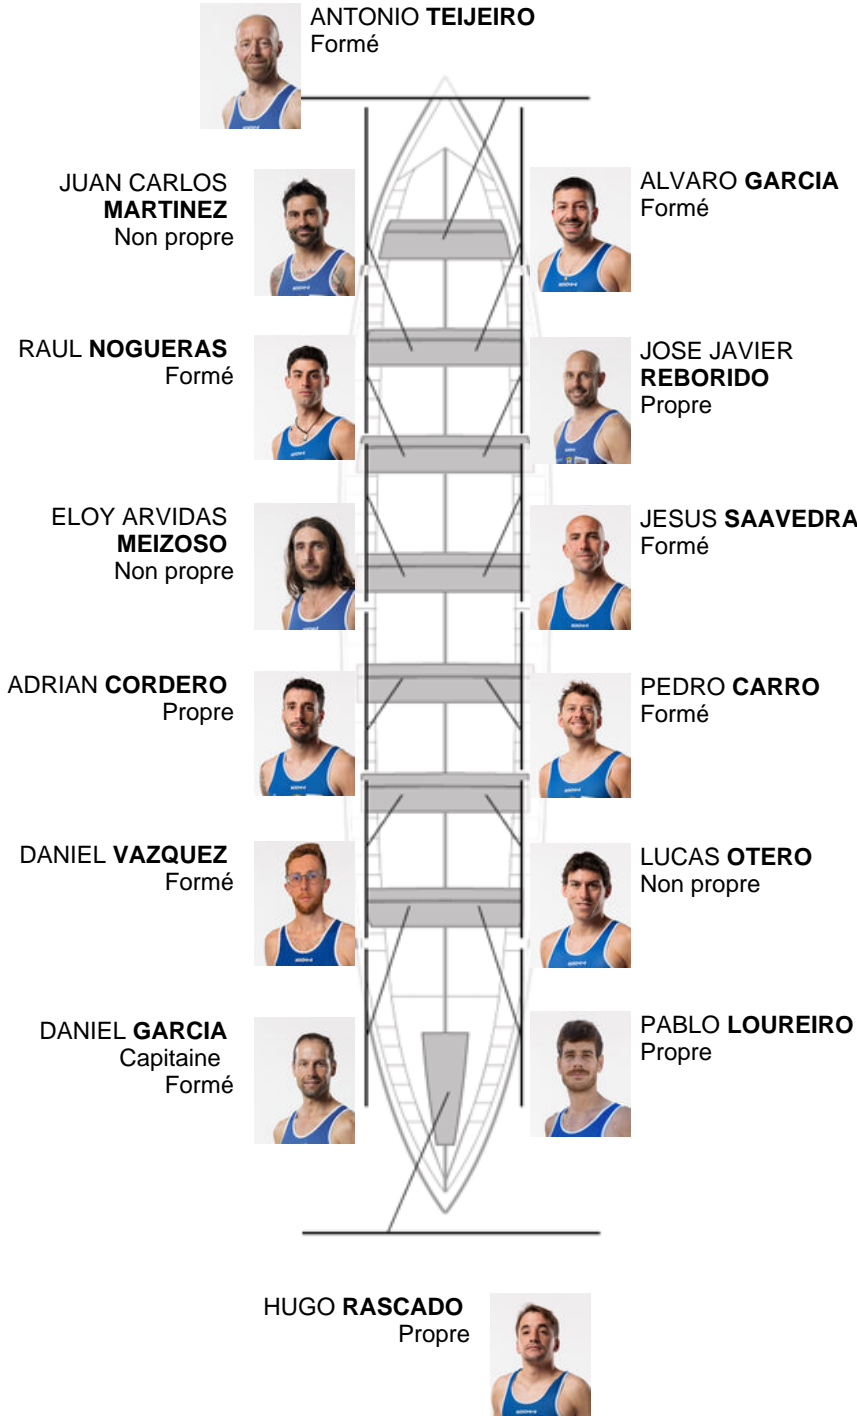 ANTONIO TEIJEIRO
Formé
JUAN CARLOS
MARTINEZ
Non propre
ALVARO GARCIA
Formé
RAUL NOGUERAS
Formé
JOSE JAVIER
REBORIDO
Propre
ELOY ARVIDAS
MEIZOSO
Non propre
JESUS SAAVEDRA
Formé
ADRIAN CORDERO
Propre
PEDRO CARRO
Formé
DANIEL VAZQUEZ
Formé
LUCAS OTERO
Non propre
DANIEL GARCIA
Capitaine
Formé
PABLO LOUREIRO
Propre
HUGO RASCADO
Propre